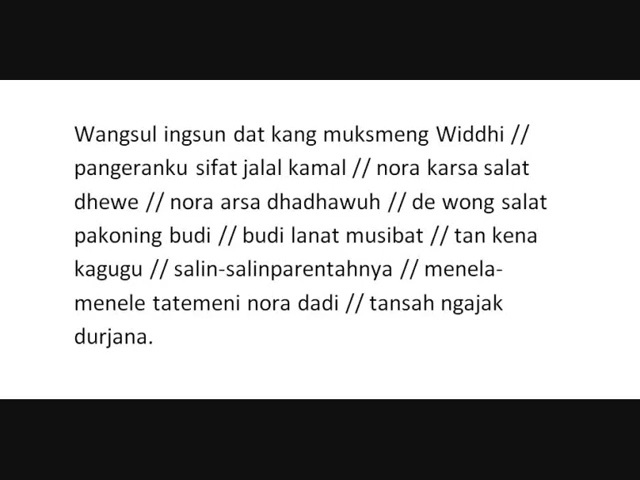 Wangsul ingsun dat kang muksmeng Widdhi //
pangeranku sifat jalal kamal // nora karsa salat
dhewe // nora arsa dhadhawuh // de wong salat
pakoning budi // budi lanat musibat // tan kena
kagugu // salin-salinparentahnya // menela-
menele tatemeni nora dadi // tansah ngajak
durjana.